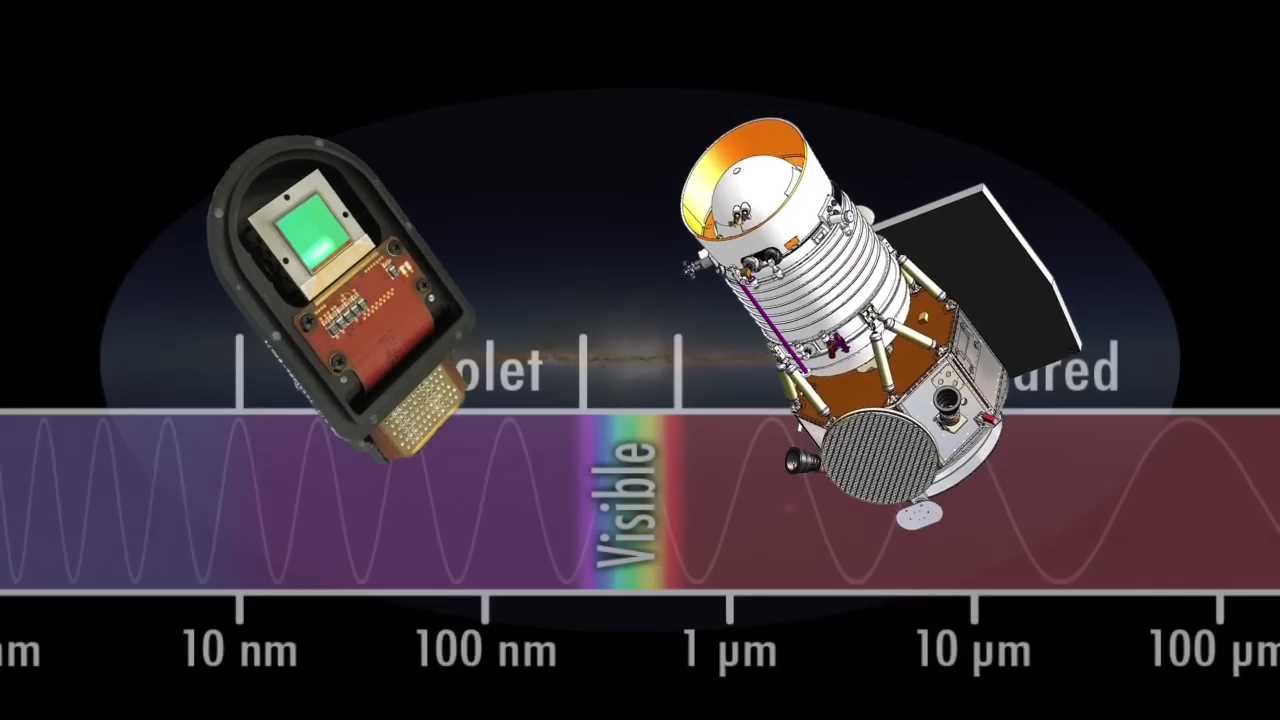 olet
ared
Visible
nm
10 nm
100 nm
1 µm
10 µm
100 µm